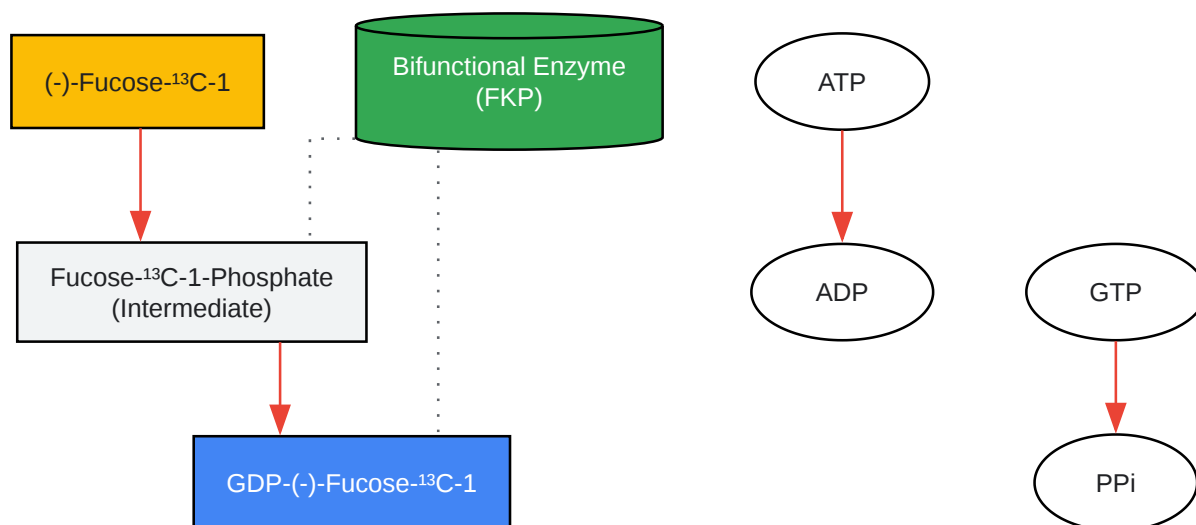 (-)-Fucose-¹³C-1
Bifunctional Enzyme
(FKP)
ATP
Fucose-¹³C-1-Phosphate
(Intermediate)
ADP
GTP
GDP-(-)-Fucose-¹³C-1
PPi